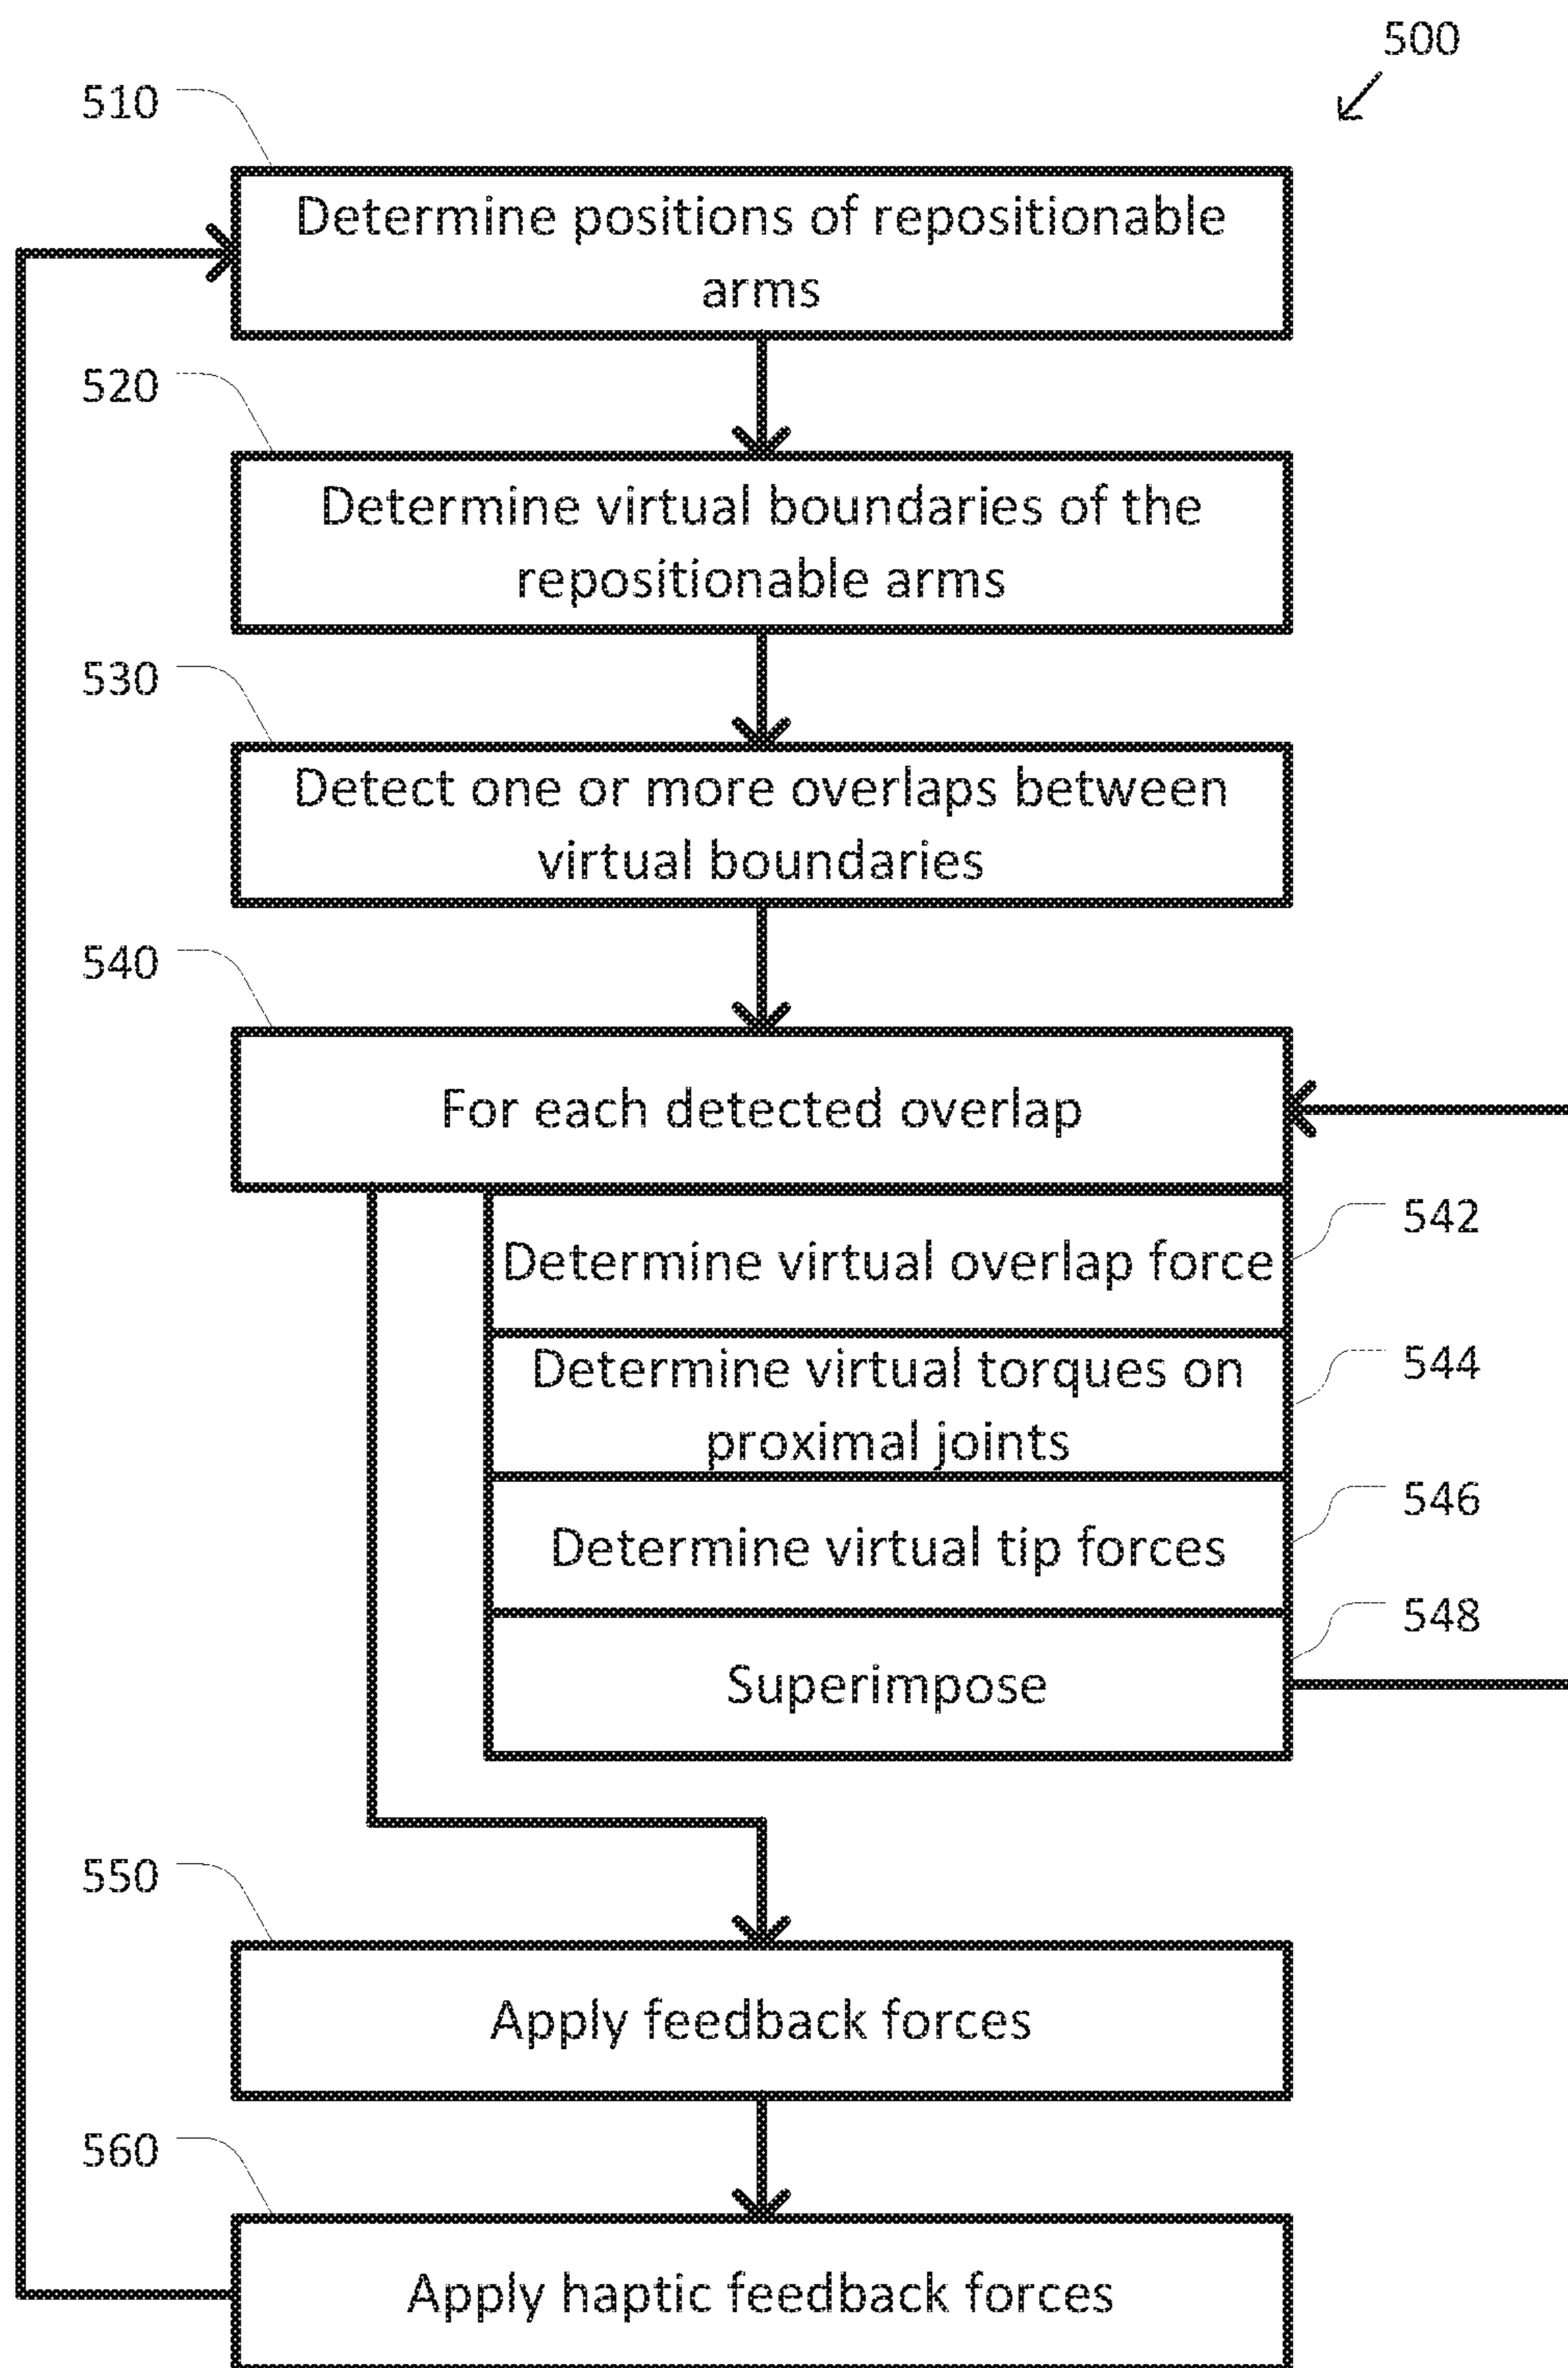 500
510
Determine positions of repositionable
arms
520
Determine virtual boundaries of the
repositionable arms
530
Detect one or more overlaps between
virtual boundaries
540
For each detected overlap
542
Determine virtual overlap force
544
Determine virtual torques on
proximal joints
546
Determine virtual tip forces
548
Superimpose
550
Apply feedback forces
560
Apply haptic feedback forces